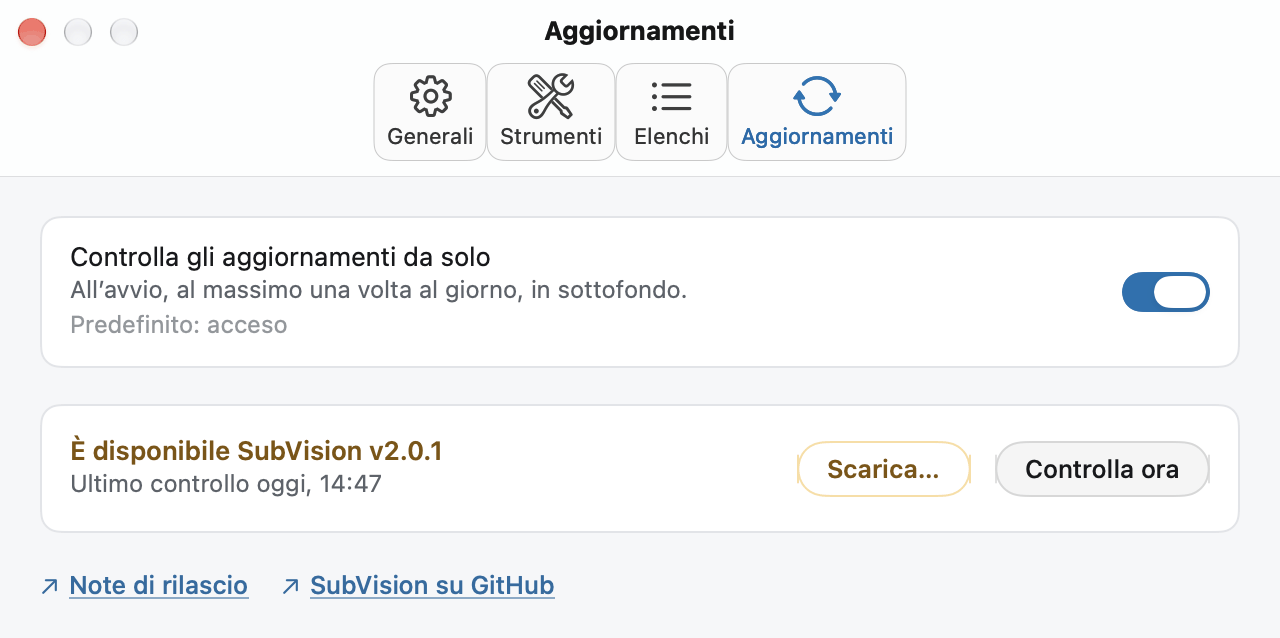 Aggiornamenti
Generali
Strumenti
Elenchi
Aggiornamenti
Controlla gli aggiornamenti da solo
All’avvio, al massimo una volta al giorno, in sottofondo.
Predefinito: acceso
È disponibile SubVision v2.0.1
Ultimo controllo oggi, 14:47
Scarica...
Controlla ora
Note di rilascio
SubVision su GitHub